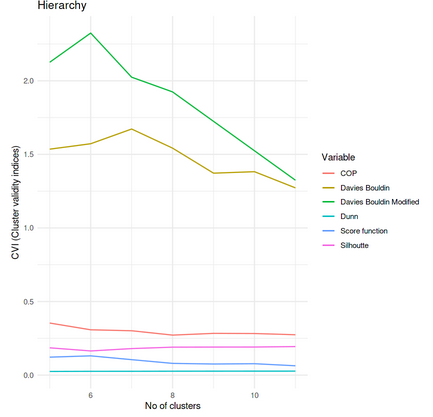 Hierarchy
CVI (Cluster validity indices)
2.0
1.5
1.0
0.5
0.0
6
8
10
No of clusters
Variable
COP
Davies Bouldin
Davies Bouldin Modified
Dunn
Score function
Silhoutte